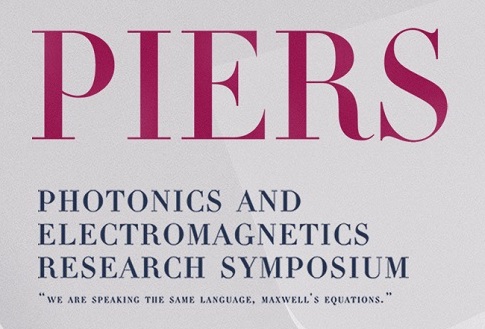 PIERS
PHOTONICS AND
ELECTROMAGNETICS
RESEARCH SYMPOSIUM
“WE ARE SPEAKING THE SAME LANGUAGE, MAXWELL’S EQUATIONS.”